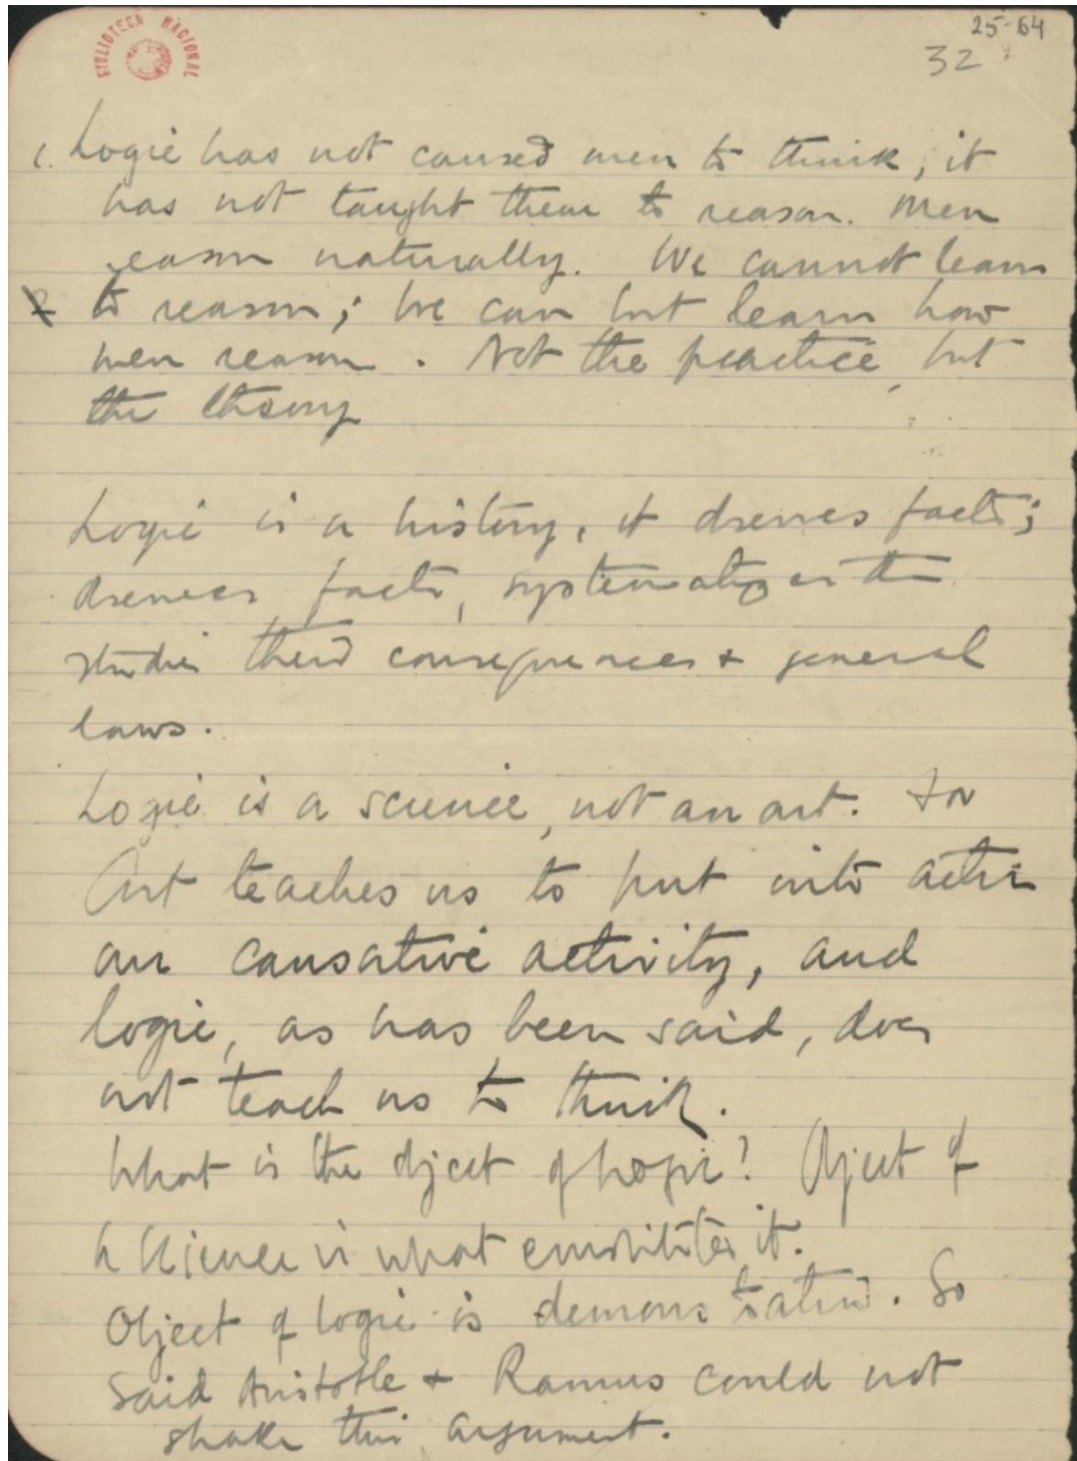 BIBLIOTECA NACIONAL
25-64
32
1. Logic has not caused men to think, it
has not taught them to reason. Men
reason naturally. We cannot learn
to reason; we can but learn how
men reason. Not the practice, but
the theory
Logic is a history, it observes facts;
observes facts, systematizes them
studies their consequences & general
laws.
Logic is a science, not an art. For
Art teaches us to put into action
an causative activity, and
logic, as has been said, does
not teach us to think.
What is the object of Logic? Object of
a science is what constitutes it.
Object of logic is demonstration. So
said Aristotle & Ramus could not
shake this argument.